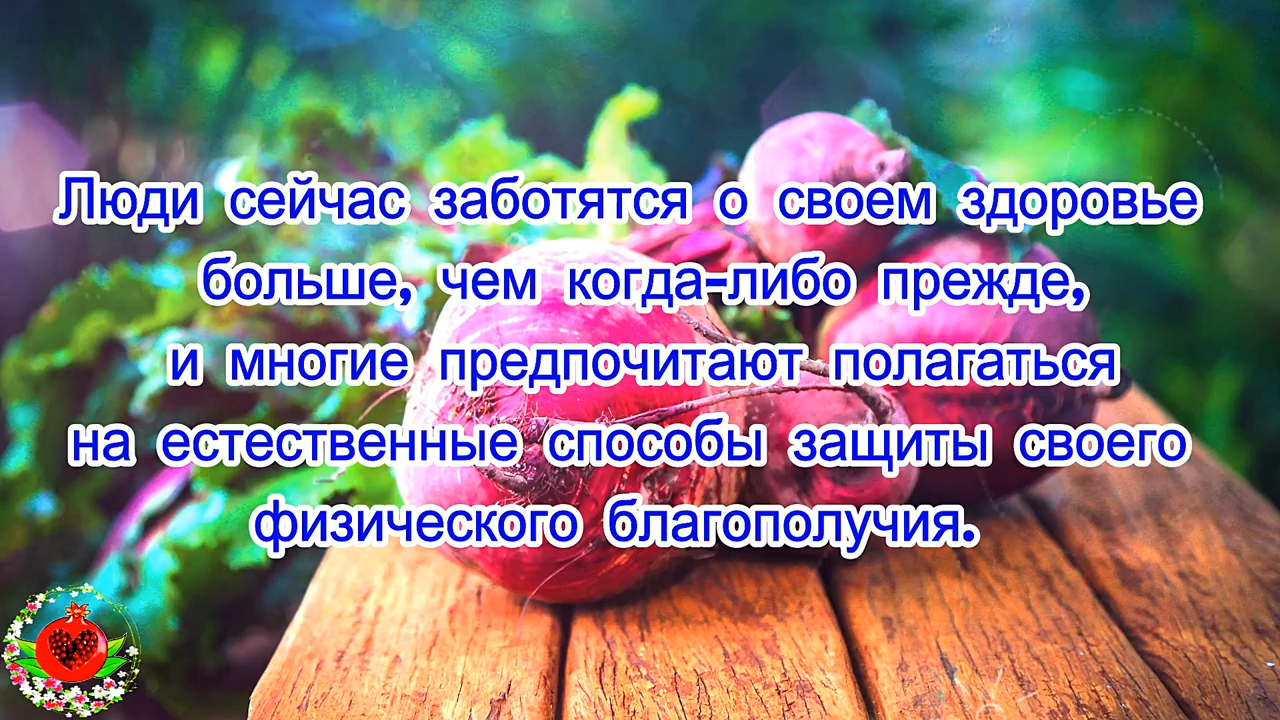 Люди сейчас заботятся о своем здоровье
больше, чем когда-либо прежде,
и многие предпочитают полагаться
на естественные способы защиты своего
физического благополучия.